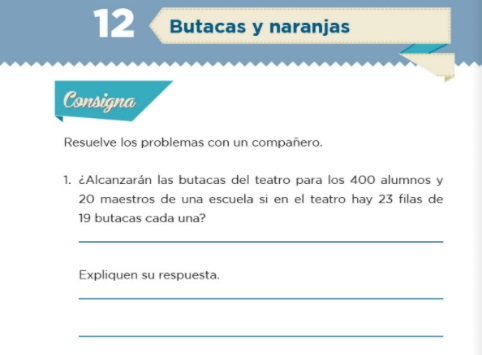 12 Butacas y naranjas
Consigna
Resuelve los problemas con un compañero.
1. ¿Alcanzarán las butacas del teatro para los 400 alumnos y
20 maestros de una escuela si en el teatro hay 23 filas de
19 butacas cada una?
Expliquen su respuesta.